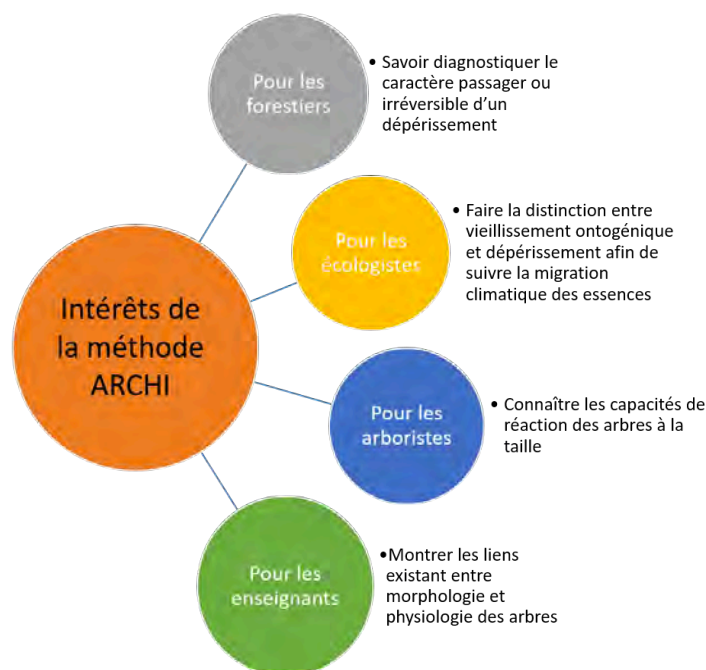 Intérêts de
la méthode
ARCHI
Pour les
forestiers
• Savoir diagnostiquer le
caractère passager ou
irréversible d'un
dépérissement
Pour les
écologistes
• Faire la distinction entre
vieillissement ontogénique
et dépérissement afin de
suivre la migration
climatique des essences
Pour les
arboristes
• Connaître les capacités de
réaction des arbres à la
taille
Pour les
enseignants
•Montrer les liens
existant entre
morphologie et
physiologie des arbres